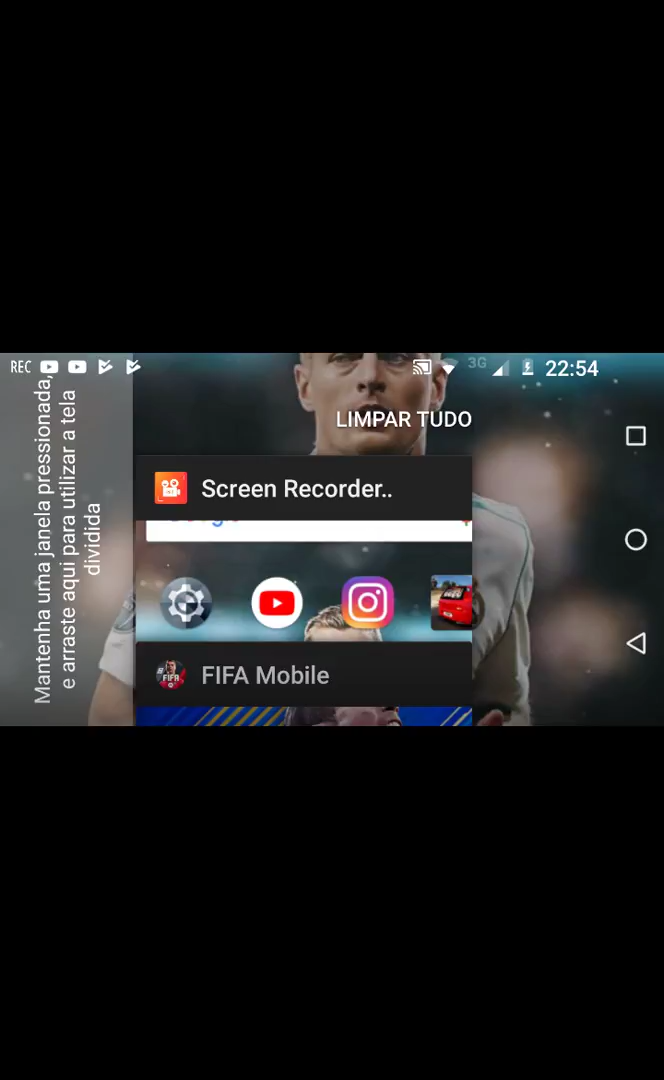 REC
3G
22:54
LIMPAR TUDO
Mantenha uma janela pressionada,
e arraste aqui para utilizar a tela
dividida
Screen Recorder..
Google
FIFA Mobile